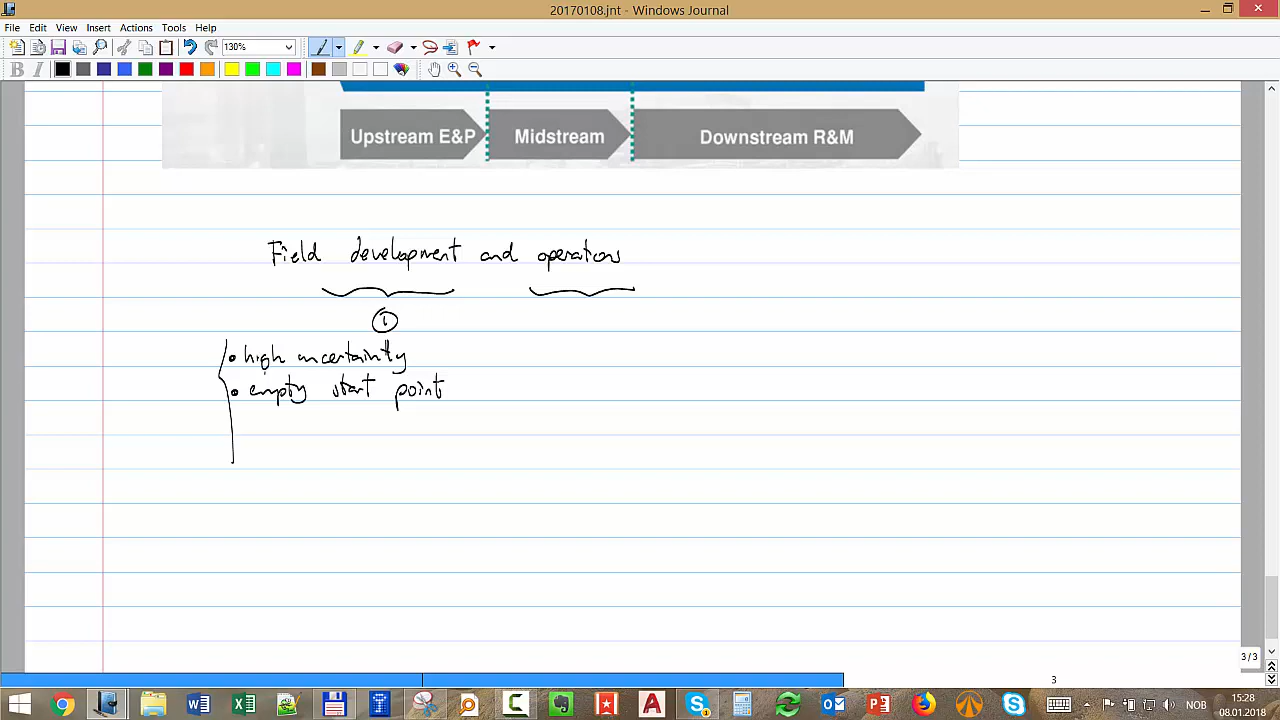 20170108.jnt - Windows Journal
File Edit View Insert Actions Tools Help
130%
B I
Upstream E&P Midstream Downstream R&M
Field development and operations
1
• high uncertainty
• empty start point
3/3
3
15:28
NOB
08.01.2018